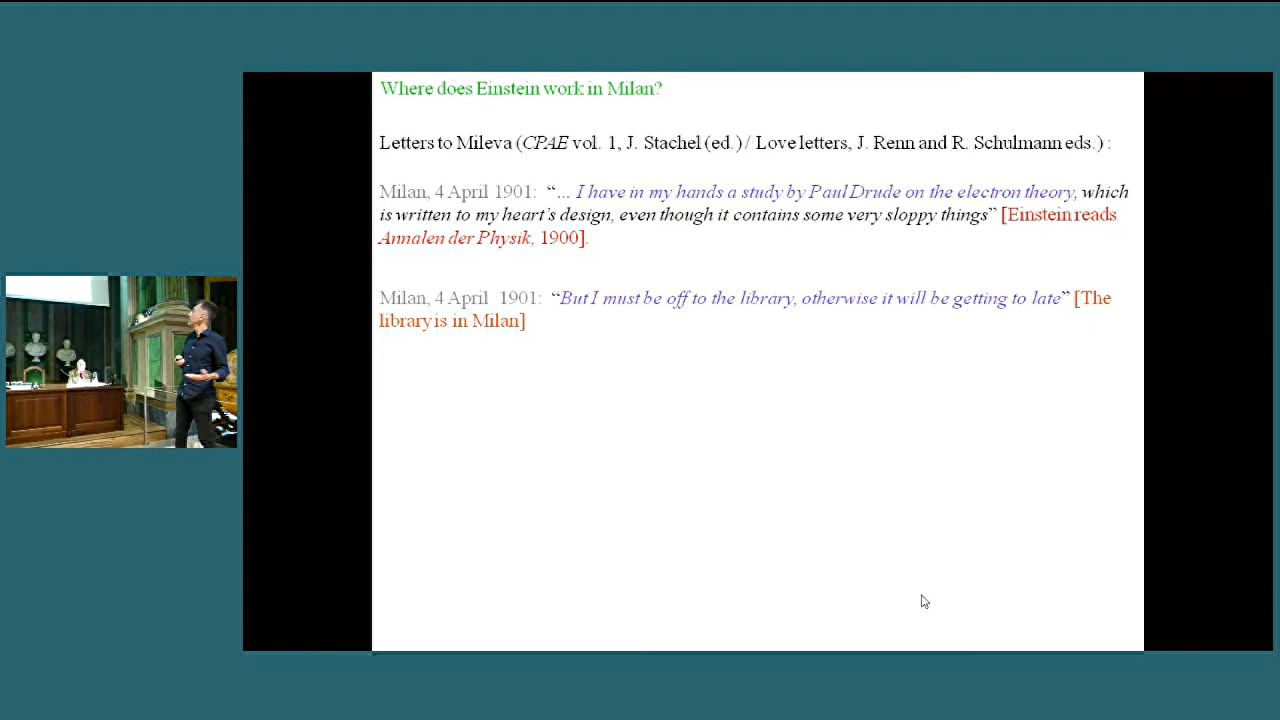 Where does Einstein work in Milan?
Letters to Mileva (CPAE vol. 1, J. Stachel (ed.) / Love letters, J. Renn and R. Schulmann eds.) :
Milan, 4 April 1901: “... I have in my hands a study by Paul Drude on the electron theory, which
is written to my heart’s design, even though it contains some very sloppy things” [Einstein reads
Annalen der Physik, 1900].
Milan, 4 April 1901: “But I must be off to the library, otherwise it will be getting to late” [The
library is in Milan]